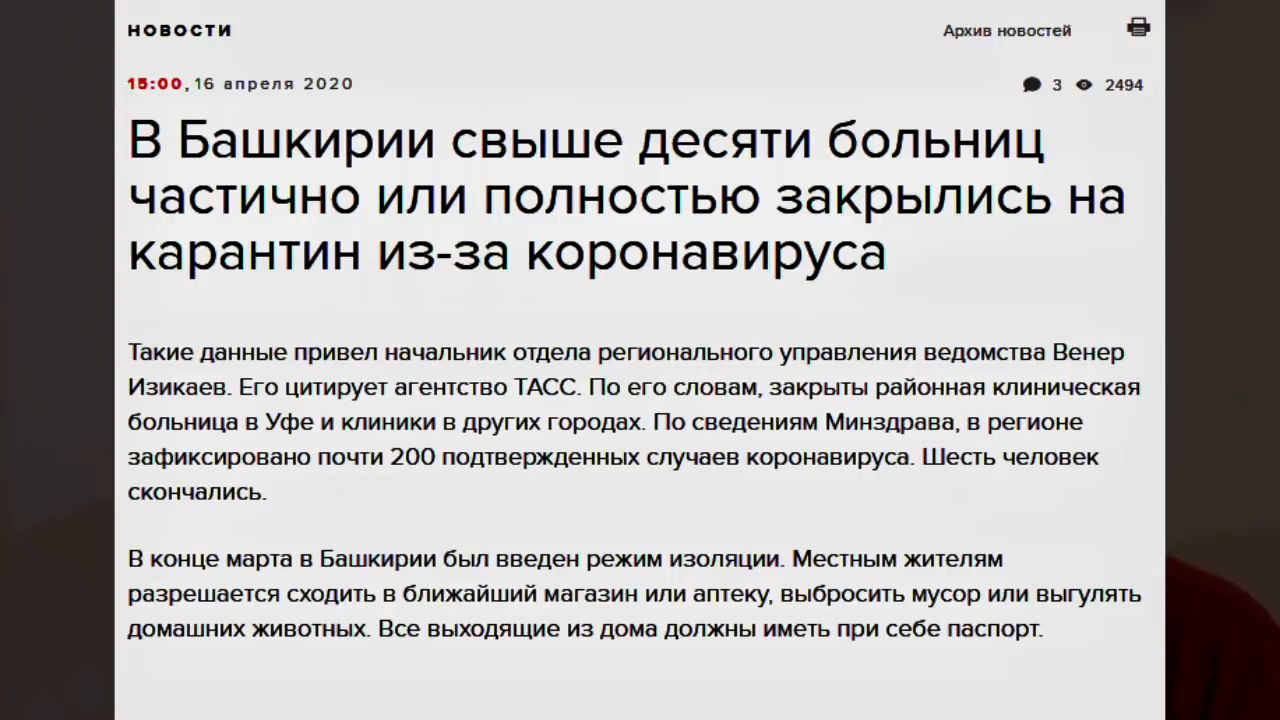 НОВОСТИ
Архив новостей
15:00, 16 апреля 2020
3 2494
В Башкирии свыше десяти больниц
частично или полностью закрылись на
карантин из-за коронавируса
Такие данные привел начальник отдела регионального управления ведомства Венер
Изикаев. Его цитирует агентство ТАСС. По его словам, закрыты районная клиническая
больница в Уфе и клиники в других городах. По сведениям Минздрава, в регионе
зафиксировано почти 200 подтвержденных случаев коронавируса. Шесть человек
скончались.
В конце марта в Башкирии был введен режим изоляции. Местным жителям
разрешается сходить в ближайший магазин или аптеку, выбросить мусор или выгулять
домашних животных. Все выходящие из дома должны иметь при себе паспорт.